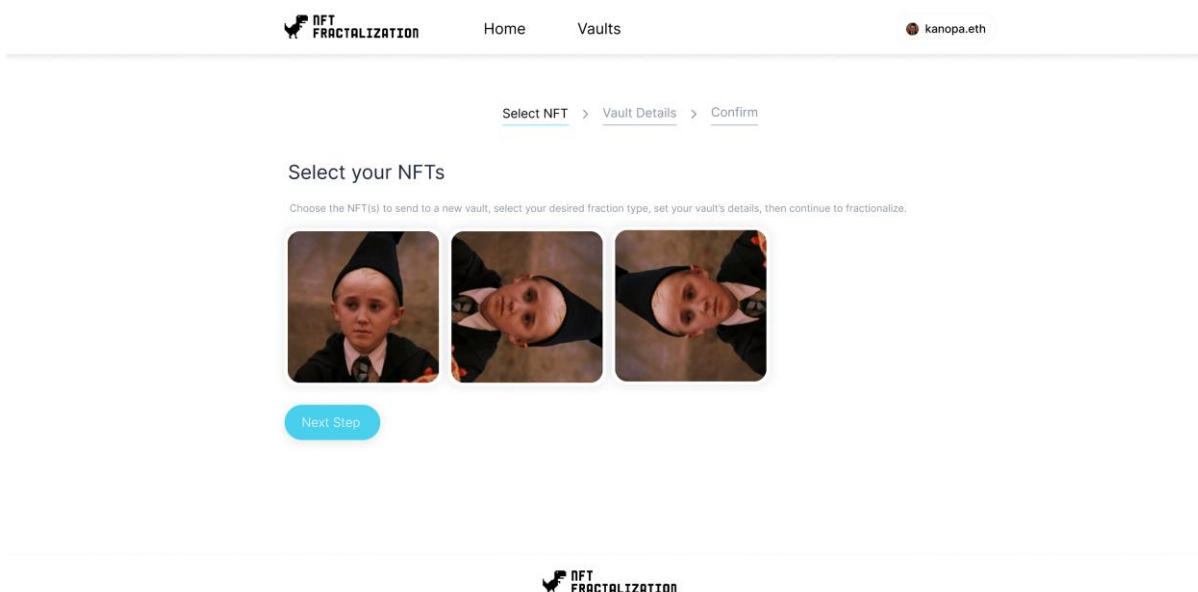 NFT
FRACTALIZATION
Home
Vaults
kanopa.eth
Select NFT > Vault Details > Confirm
Select your NFTs
Choose the NFT(s) to send to a new vault, select your desired fraction type, set your vault's details, then continue to fractionalize.
Next Step
NFT
FRACTALIZATION